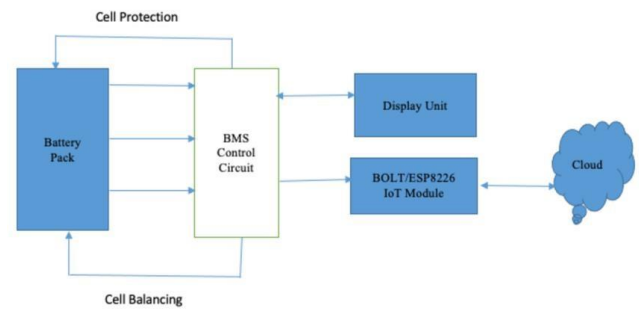 Cell Protection
Battery
Pack
BMS
Control
Circuit
Display Unit
BOLT/ESP8226
IoT Module
Cloud
Cell Balancing